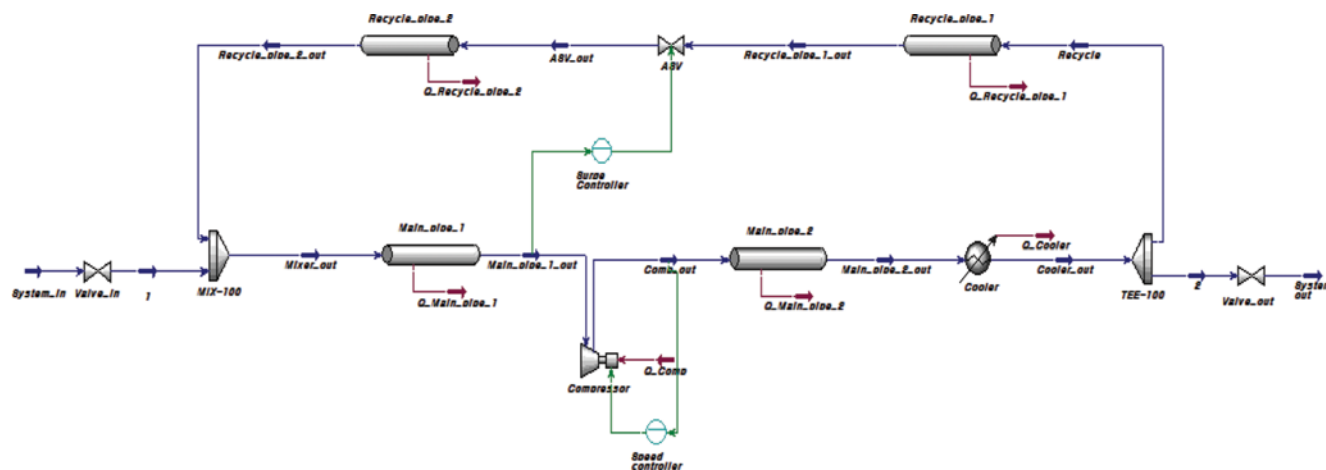 Recycle_pipe_2
Recycle_pipe_1
Recycle_pipe_2_out
ASV_out
ASV
Recycle_pipe_1_out
Recycle
Q_Recycle_pipe_2
Q_Recycle_pipe_1
Surge
Controller
Main_pipe_1
Main_pipe_2
Q_Cooler
Mixer_out
Main_pipe_1_out
Comp_out
Main_pipe_2_out
Cooler_out
System_in
Valve_in
1
MIX-100
Q_Main_pipe_1
Q_Main_pipe_2
Cooler
TEE-100
2
Valve_out
System
out
Q_Comp
Compressor
Speed
controller